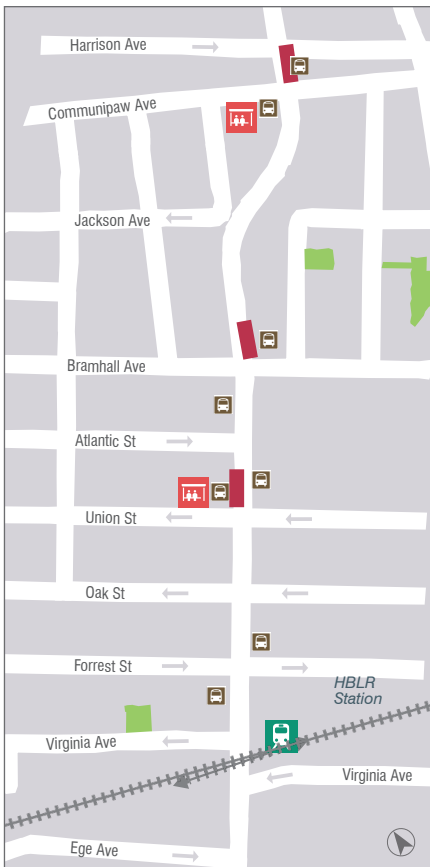 Harrison Ave
Communipaw Ave
Jackson Ave
Bramhall Ave
Atlantic St
Union St
Oak St
Forrest St
HBLR
Station
Virginia Ave
Virginia Ave
Ege Ave